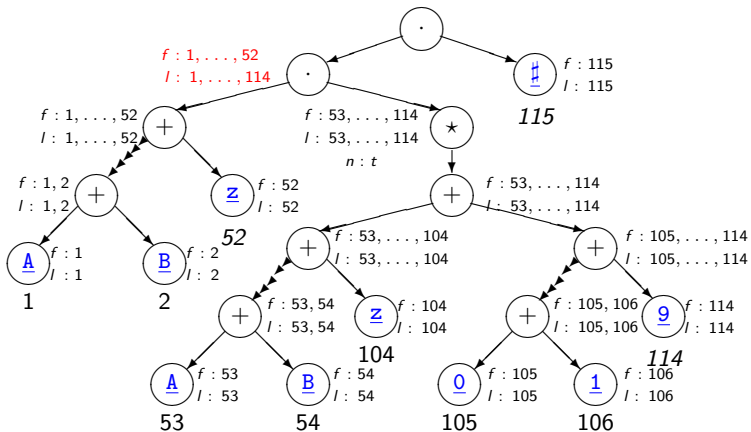 ·
f : 1, . . . , 52
l : 1, . . . , 114
·
♯
f : 115
l : 115
115
f : 1, . . . , 52
l : 1, . . . , 52
+
f : 53, . . . , 114
l : 53, . . . , 114
n : t
⋆
+
f : 1, 2
l : 1, 2
z
f : 52
l : 52
52
+
f : 53, . . . , 114
l : 53, . . . , 114
A
f : 1
l : 1
1
B
f : 2
l : 2
2
+
f : 53, . . . , 104
l : 53, . . . , 104
+
f : 105, . . . , 114
l : 105, . . . , 114
+
f : 53, 54
l : 53, 54
z
f : 104
l : 104
104
+
f : 105, 106
l : 105, 106
9
f : 114
l : 114
114
A
f : 53
l : 53
53
B
f : 54
l : 54
54
0
f : 105
l : 105
105
1
f : 106
l : 106
106